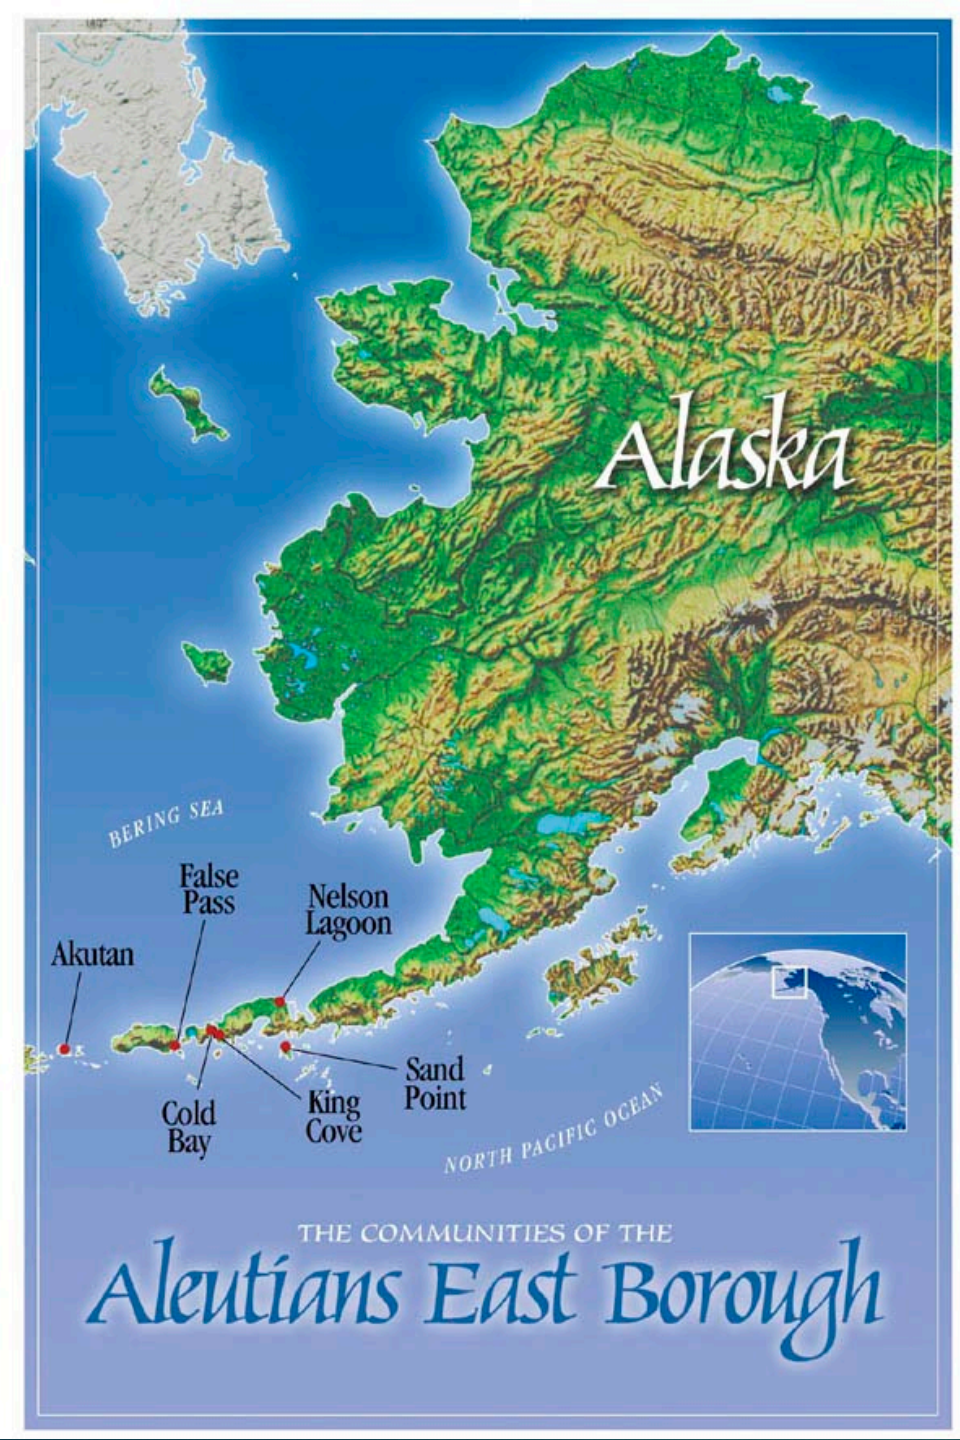 Alaska
BERING SEA
False
Pass
Nelson
Lagoon
Akutan
Sand
Point
King
Cove
Cold
Bay
NORTH PACIFIC OCEAN
THE COMMUNITIES OF THE
Aleutians East Borough